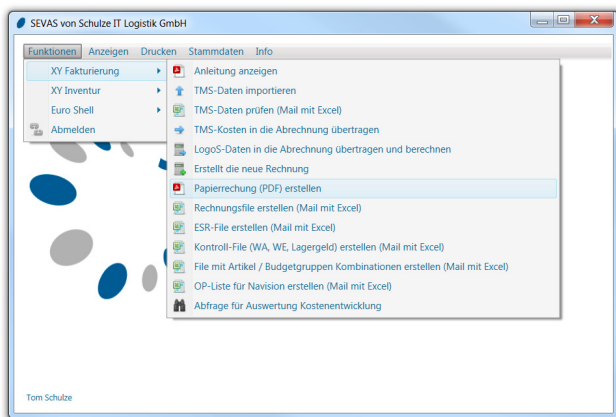 SEVAS von Schulze IT Logistik GmbH
Funktionen Anzeigen Drucken Stammdaten Info
XY Fakturierung
XY Inventur
Euro Shell
Abmelden
Anleitung anzeigen
TMS-Daten importieren
TMS-Daten prüfen (Mail mit Excel)
TMS-Kosten in die Abrechnung übertragen
LogoS-Daten in die Abrechnung übertragen und berechnen
Erstellt die neue Rechnung
Papierrechung (PDF) erstellen
Rechnungsfile erstellen (Mail mit Excel)
ESR-File erstellen (Mail mit Excel)
Kontroll-File (WA, WE, Lagergeld) erstellen (Mail mit Excel)
File mit Artikel / Budgetgruppen Kombinationen erstellen (Mail mit Excel)
OP-Liste für Navision erstellen (Mail mit Excel)
Abfrage für Auswertung Kostenentwicklung
Tom Schulze